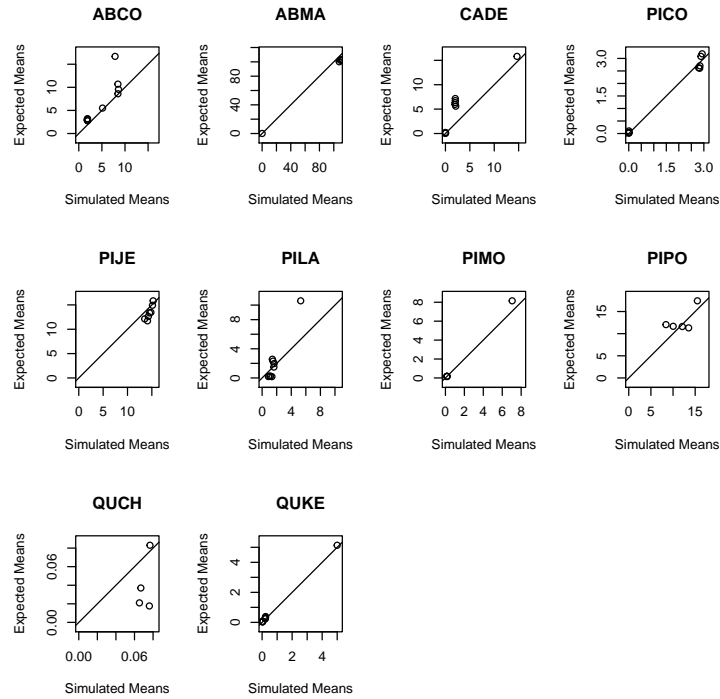 ABCO
ABMA
CADE
PICO
Expected Means
0 5 10
0 5 10
Simulated Means
Expected Means
0 40 80
0 40 80
Simulated Means
Expected Means
0 5 10
0 5 10
Simulated Means
Expected Means
0.0 1.5 3.0
0.0 1.5 3.0
Simulated Means
PIJE
PILA
PIMO
PIPO
Expected Means
0 5 10
0 5 10
Simulated Means
Expected Means
0 4 8
0 2 4 6 8
Simulated Means
Expected Means
0 2 4 6 8
0 2 4 6 8
Simulated Means
Expected Means
0 5 15
0 5 15
Simulated Means
QUCH
QUKE
Expected Means
0.00 0.06
0.00 0.06
Simulated Means
Expected Means
0 2 4
0 2 4
Simulated Means